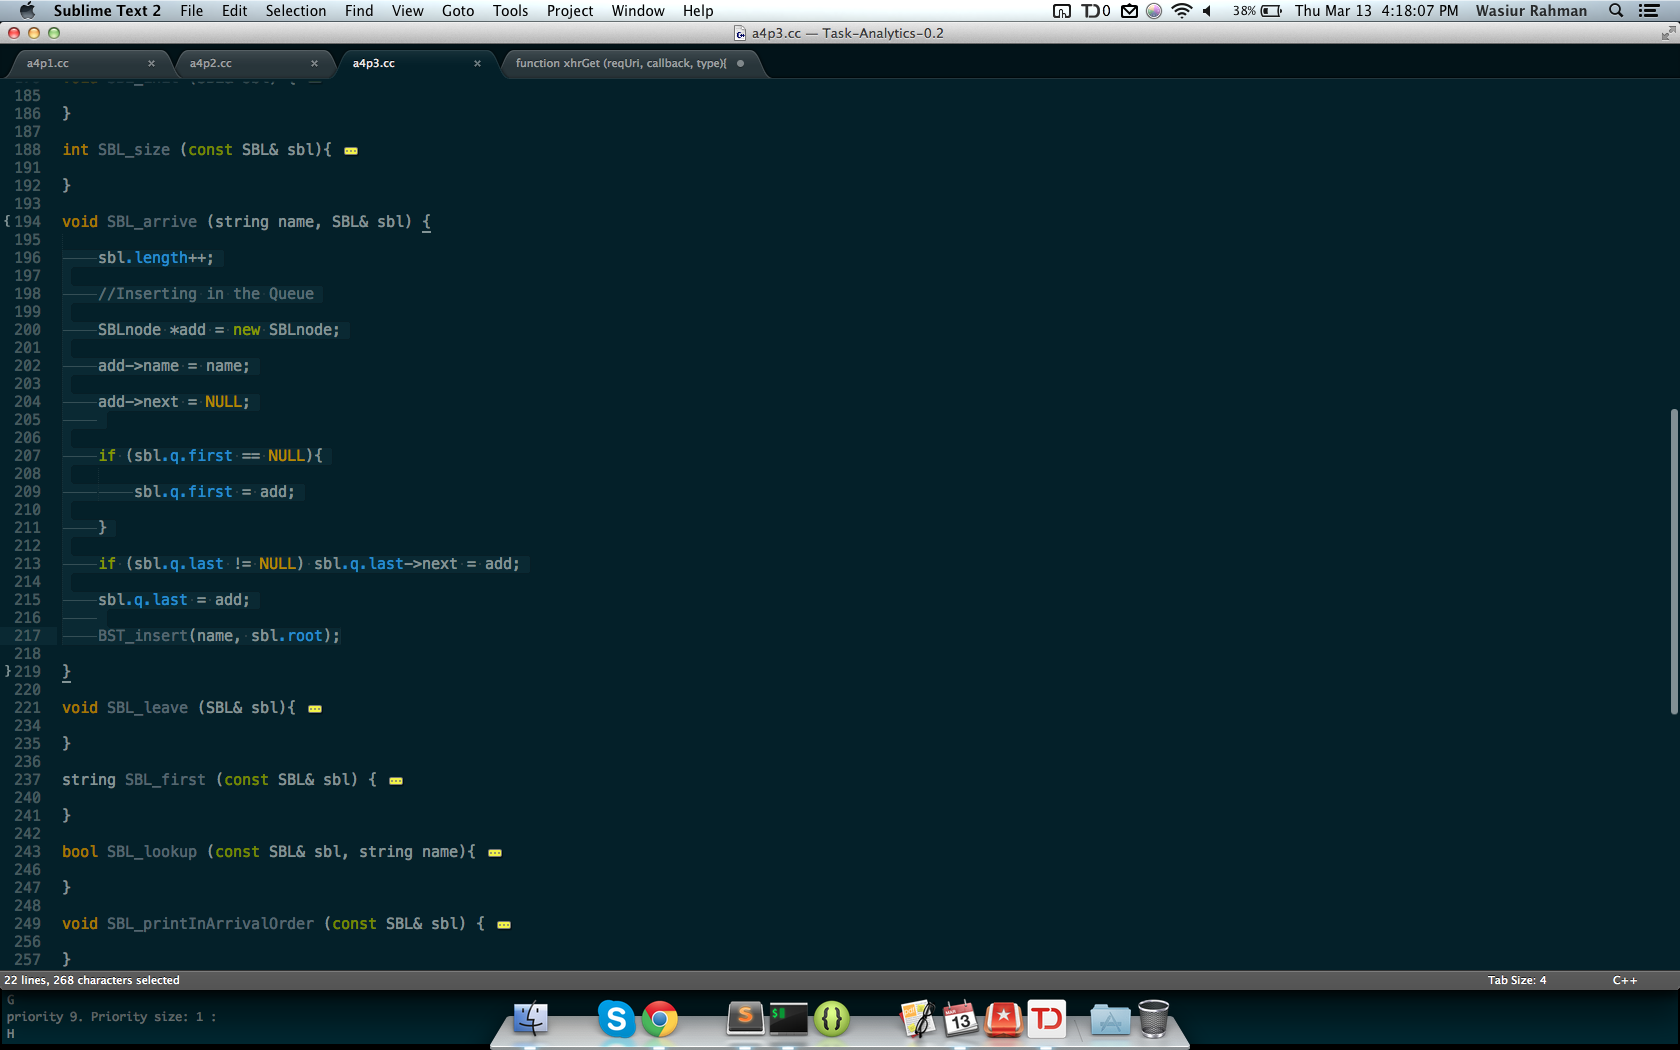 Sublime Text 2 File Edit Selection Find View Goto Tools Project Window Help 0 38% Thu Mar 13 4:18:07 PM Wasiur Rahman
a4p3.cc — Task-Analytics-0.2
a4p1.cc × a4p2.cc × a4p3.cc × function xhrGet (reqUri, callback, type){
185
186 }
187
188 int SBL_size (const SBL& sbl){
191
192 }
193
{ 194 void SBL_arrive (string name, SBL& sbl) {
195
196 sbl.length++;
197
198 //Inserting in the Queue
199
200 SBLnode *add = new SBLnode;
201
202 add->name = name;
203
204 add->next = NULL;
205
206
207 if (sbl.q.first == NULL){
208
209 sbl.q.first = add;
210
211 }
212
213 if (sbl.q.last != NULL) sbl.q.last->next = add;
214
215 sbl.q.last = add;
216
217 BST_insert(name, sbl.root);
218
} 219 }
220
221 void SBL_leave (SBL& sbl){
234
235 }
236
237 string SBL_first (const SBL& sbl) {
240
241 }
242
243 bool SBL_lookup (const SBL& sbl, string name){
246
247 }
248
249 void SBL_printInArrivalOrder (const SBL& sbl) {
256
257 }
22 lines, 268 characters selected Tab Size: 4 C++
G
priority 9. Priority size: 1 :
H
S S $ {} 13 TD